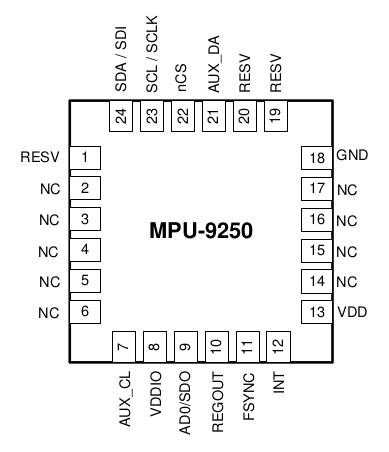 SDA / SDI
SCL / SCLK
nCS
AUX_DA
RESV
RESV
24
23
22
21
20
19
RESV 1
18 GND
NC 2
17 NC
NC 3
16 NC
MPU-9250
NC 4
15 NC
NC 5
14 NC
NC 6
13 VDD
7
8
9
10
11
12
AUX_CL
VDDIO
AD0/SDO
REGOUT
FSYNC
INT